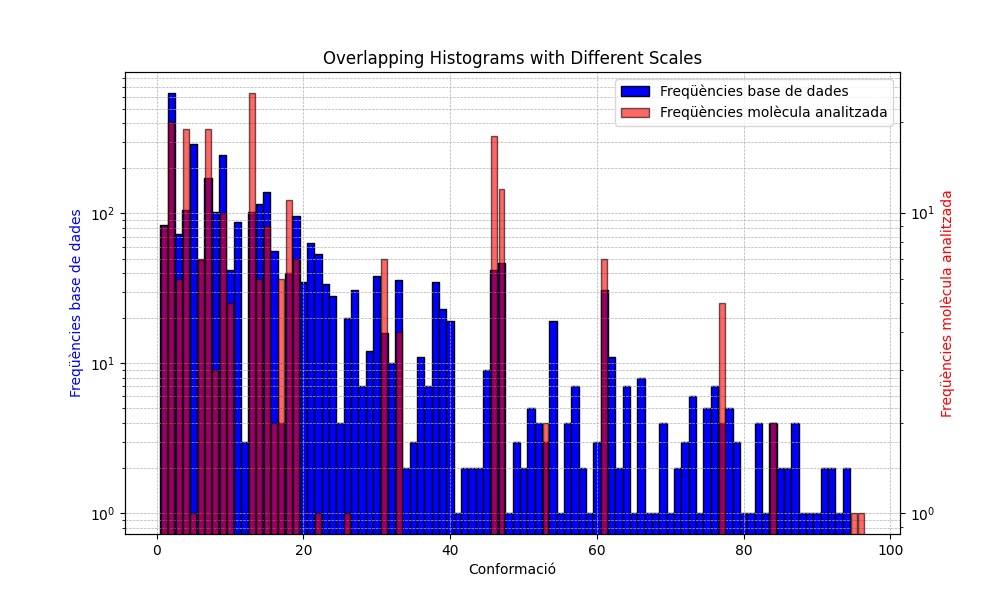 Overlapping Histograms with Different Scales
Freqüències base de dades
Freqüències molècula analitzada
Freqüències base de dades
10²
10¹
10⁰
10¹
10⁰
Freqüències molècula analitzada
0 20 40 60 80 100
Conformació